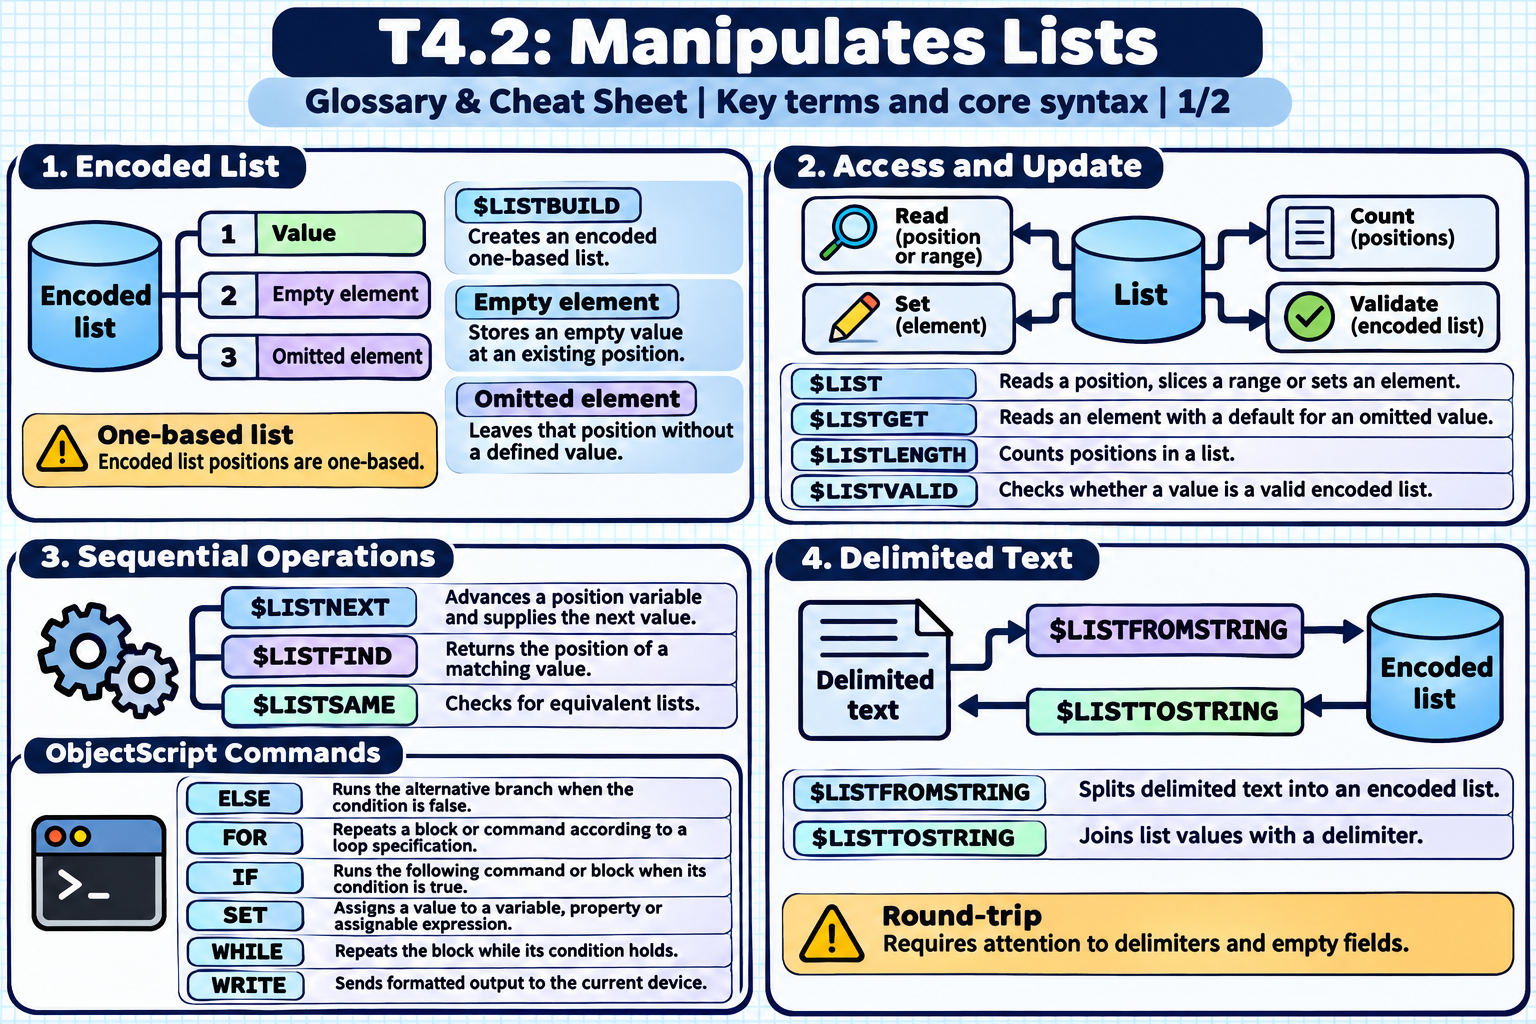 T4.2: Manipulates Lists
Glossary & Cheat Sheet | Key terms and core syntax | 1/2
1. Encoded List
Encoded
list
1
Value
2
Empty element
3
Omitted element
One-based list
Encoded list positions are one-based.
$LISTBUILD
Creates an encoded
one-based list.
Empty element
Stores an empty value
at an existing position.
Omitted element
Leaves that position without
a defined value.
2. Access and Update
Read
(position
or range)
Set
(element)
List
Count
(positions)
Validate
(encoded list)
$LIST
Reads a position, slices a range or sets an element.
$LISTGET
Reads an element with a default for an omitted value.
$LISTLENGTH
Counts positions in a list.
$LISTVALID
Checks whether a value is a valid encoded list.
3. Sequential Operations
$LISTNEXT
Advances a position variable
and supplies the next value.
$LISTFIND
Returns the position of a
matching value.
$LISTSAME
Checks for equivalent lists.
ObjectScript Commands
>_
ELSE
Runs the alternative branch when the
condition is false.
FOR
Repeats a block or command according to a
loop specification.
IF
Runs the following command or block when its
condition is true.
SET
Assigns a value to a variable, property or
assignable expression.
WHILE
Repeats the block while its condition holds.
WRITE
Sends formatted output to the current device.
4. Delimited Text
Delimited
text
$LISTFROMSTRING
$LISTTOSTRING
Encoded
list
$LISTFROMSTRING
Splits delimited text into an encoded list.
$LISTTOSTRING
Joins list values with a delimiter.
Round-trip
Requires attention to delimiters and empty fields.